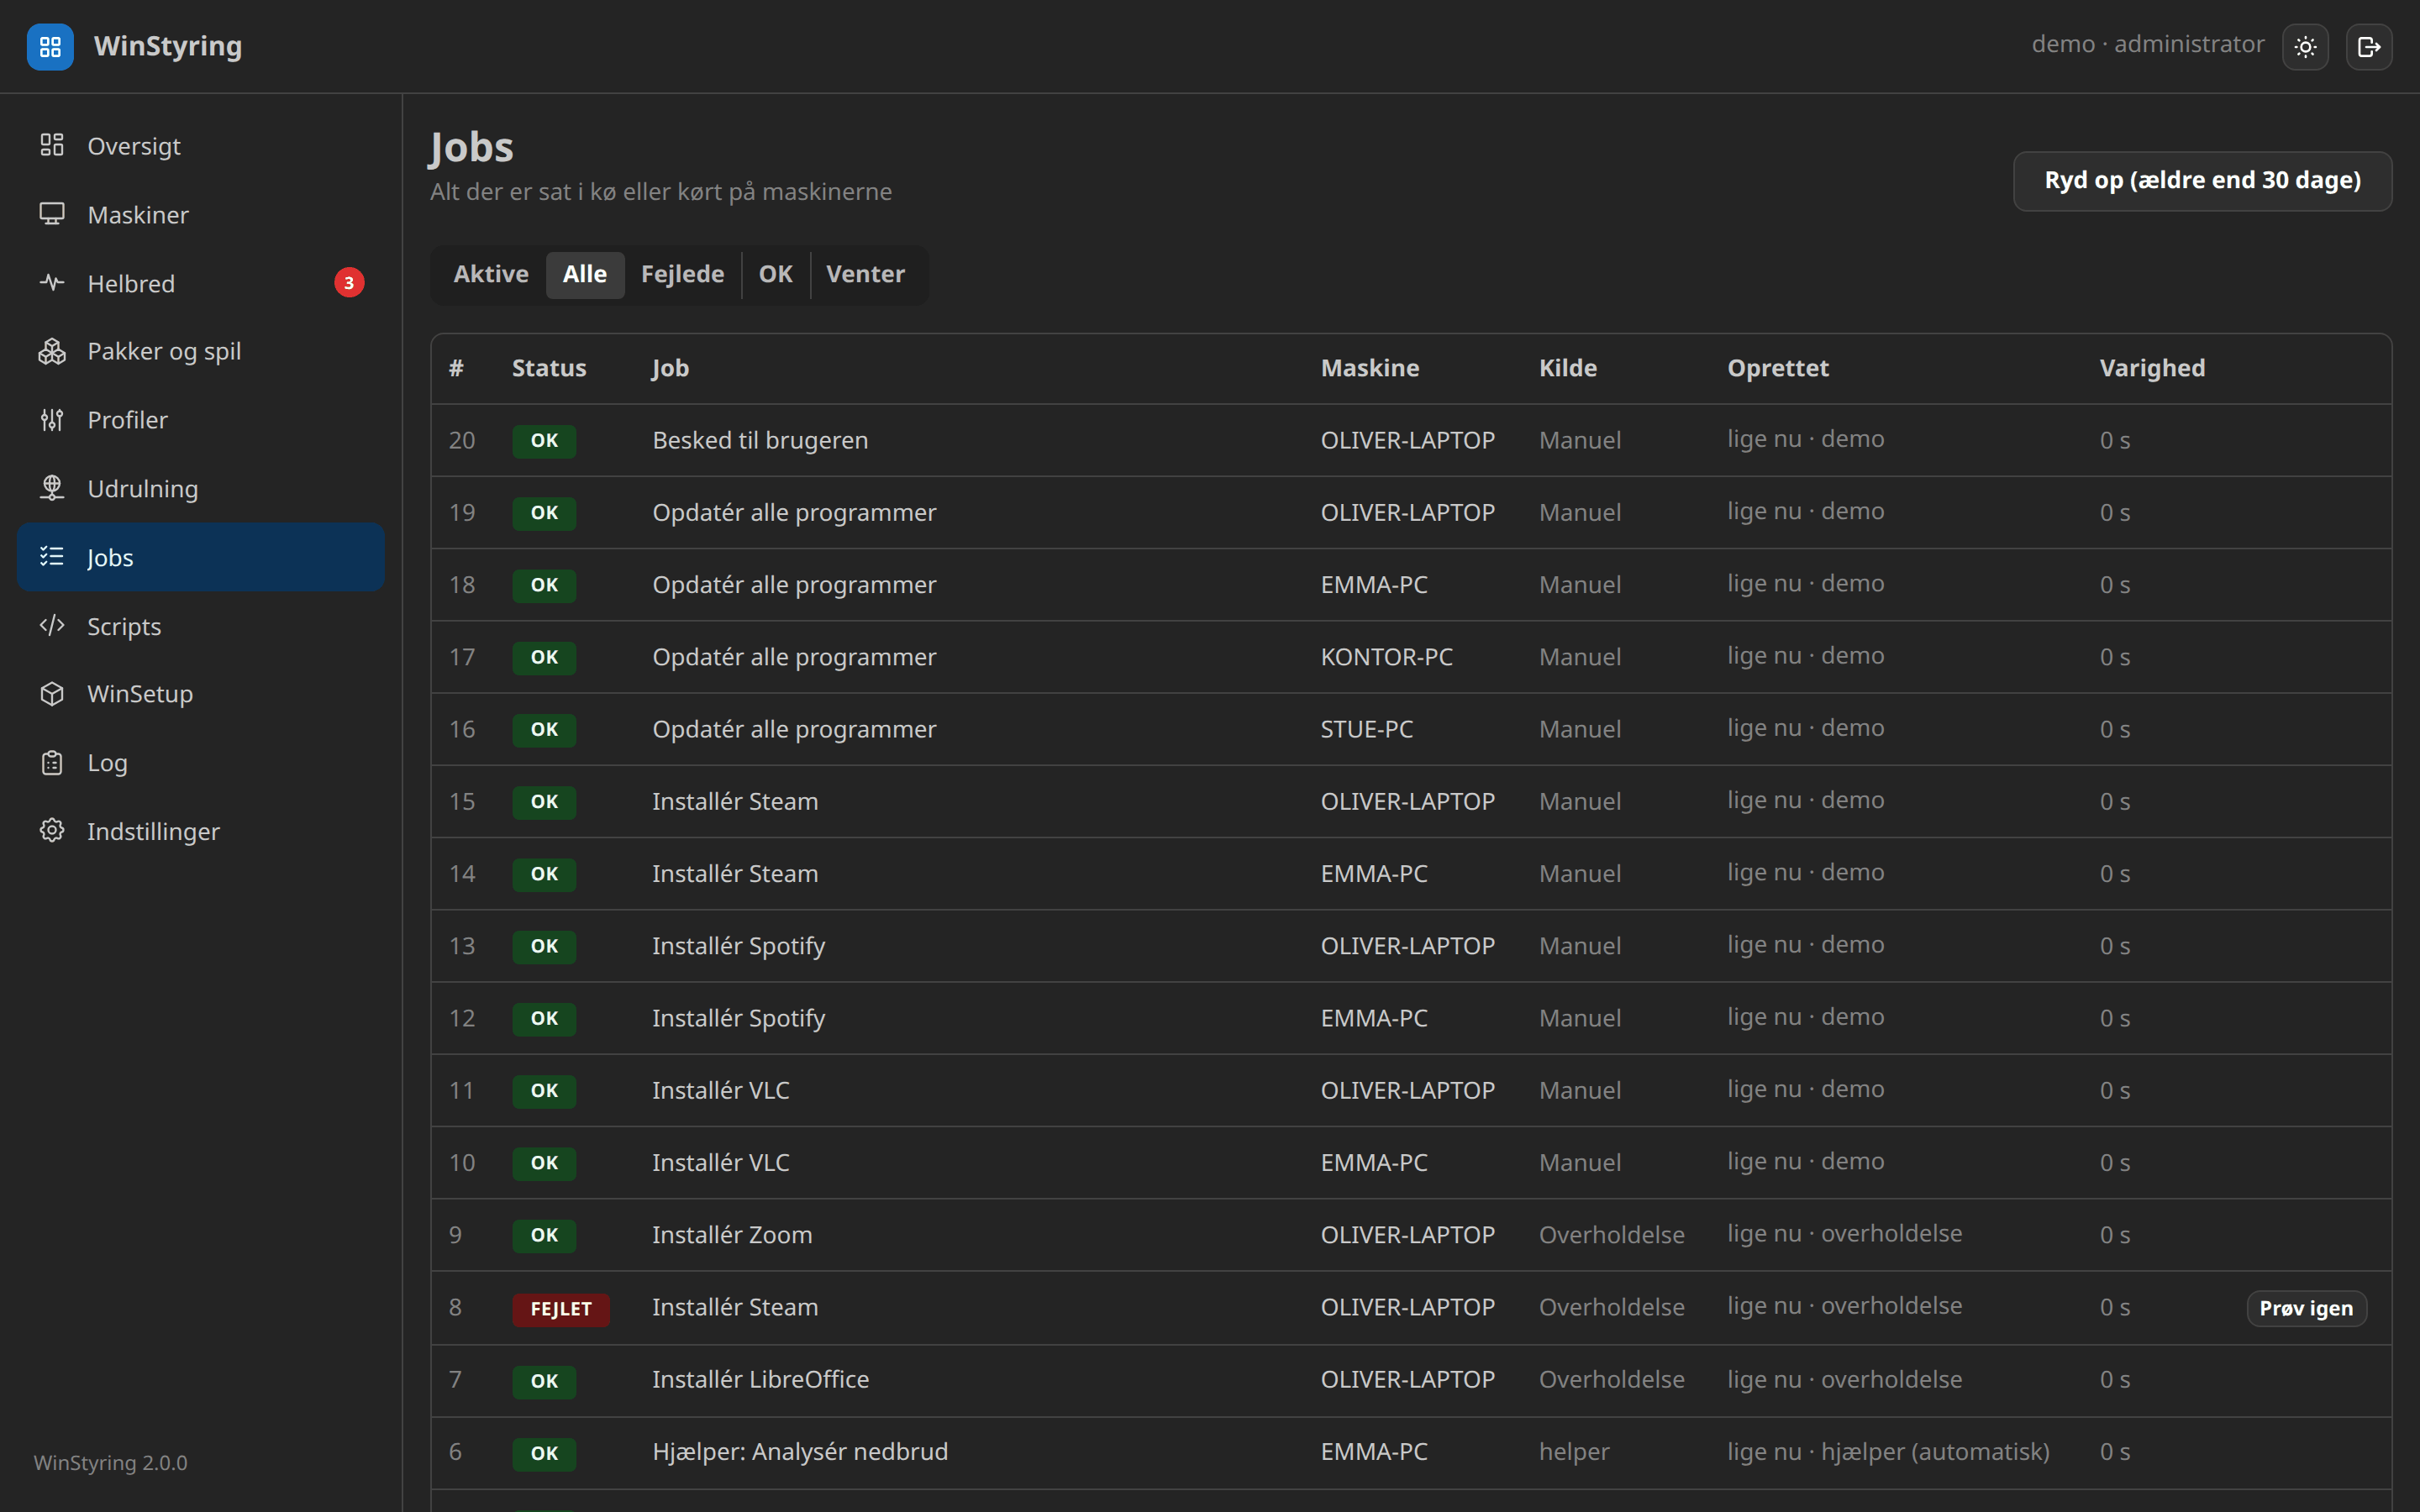 WinStyring
demo · administrator
Oversigt
Maskiner
Helbred 3
Pakker og spil
Profiler
Udrulning
Jobs
Scripts
WinSetup
Log
Indstillinger
WinStyring 2.0.0
Jobs
Alt der er sat i kø eller kørt på maskinerne
Ryd op (ældre end 30 dage)
Aktive Alle Fejlede OK Venter
# Status Job Maskine Kilde Oprettet Varighed
20 OK Besked til brugeren OLIVER-LAPTOP Manuel lige nu · demo 0 s
19 OK Opdatér alle programmer OLIVER-LAPTOP Manuel lige nu · demo 0 s
18 OK Opdatér alle programmer EMMA-PC Manuel lige nu · demo 0 s
17 OK Opdatér alle programmer KONTOR-PC Manuel lige nu · demo 0 s
16 OK Opdatér alle programmer STUE-PC Manuel lige nu · demo 0 s
15 OK Installér Steam OLIVER-LAPTOP Manuel lige nu · demo 0 s
14 OK Installér Steam EMMA-PC Manuel lige nu · demo 0 s
13 OK Installér Spotify OLIVER-LAPTOP Manuel lige nu · demo 0 s
12 OK Installér Spotify EMMA-PC Manuel lige nu · demo 0 s
11 OK Installér VLC OLIVER-LAPTOP Manuel lige nu · demo 0 s
10 OK Installér VLC EMMA-PC Manuel lige nu · demo 0 s
9 OK Installér Zoom OLIVER-LAPTOP Overholdelse lige nu · overholdelse 0 s
8 FEJLET Installér Steam OLIVER-LAPTOP Overholdelse lige nu · overholdelse 0 s Prøv igen
7 OK Installér LibreOffice OLIVER-LAPTOP Overholdelse lige nu · overholdelse 0 s
6 OK Hjælper: Analysér nedbrud EMMA-PC helper lige nu · hjælper (automatisk) 0 s